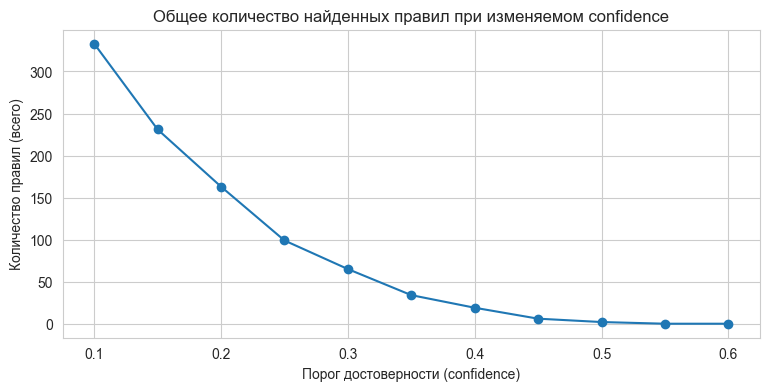 Общее количество найденных правил при изменяемом confidence
Количество правил (всего)
300
250
200
150
100
50
0
0.1 0.2 0.3 0.4 0.5 0.6
Порог достоверности (confidence)